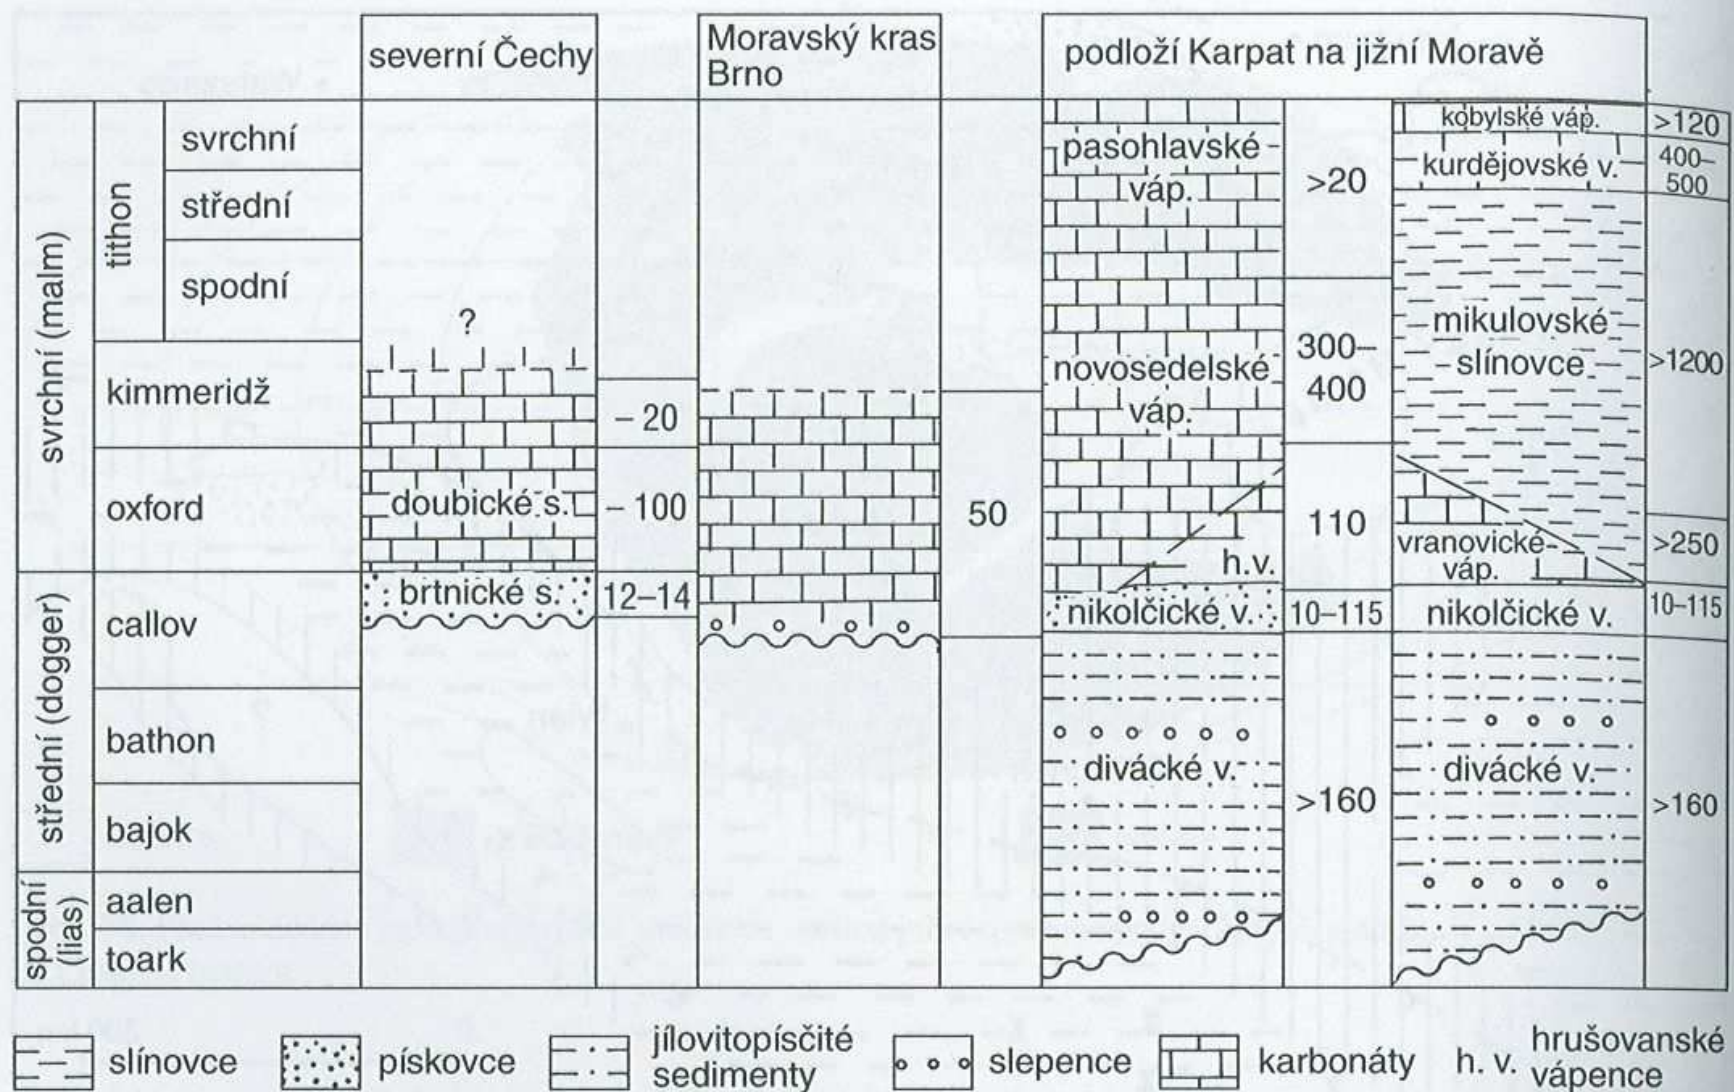 severní Čechy
Moravský kras
Brno
podloží Karpat na jižní Moravě
svrchní (malm)
tithon
svrchní
střední
spodní
kimmeridž
oxford
střední (dogger)
callov
bathon
bajok
spodní
(lias)
aalen
toark
?
doubické s.
brtnické s.
– 20
– 100
12–14
50
pasohlavské
váp.
novosedelské
váp.
h.v.
nikolčické v.
divácké v.
>20
300–
400
110
10–115
>160
kobylské váp.
kurdějovské v.
mikulovské
slínovce
vranovické
váp.
nikolčické v.
divácké v.
>120
400–
500
>1200
>250
10–115
>160
slínovce
pískovce
jílovitopísčité
sedimenty
slepence
karbonáty
h. v. hrušovanské
vápence